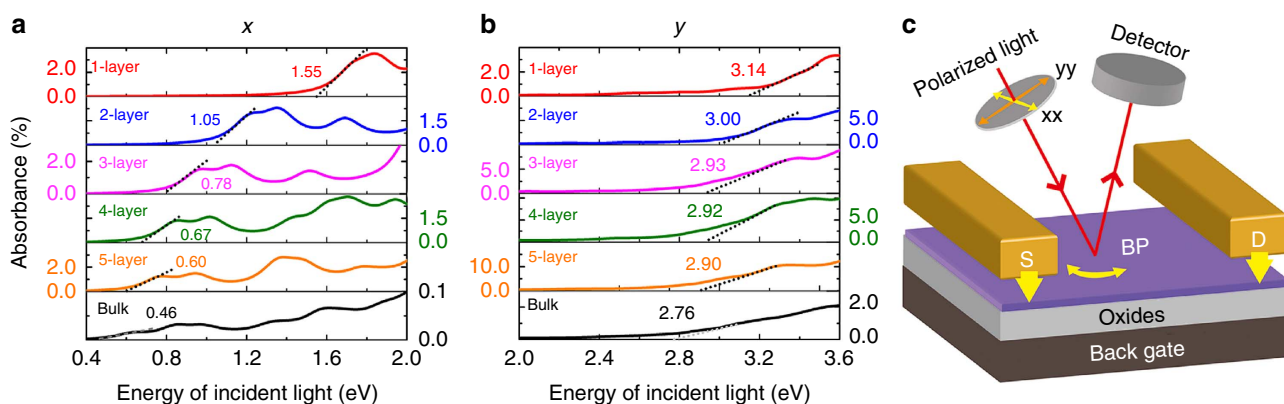 a
x
1-layer
1.55
2.0
0.0
2-layer
1.05
1.5
0.0
3-layer
0.78
2.0
0.0
4-layer
0.67
1.5
0.0
5-layer
0.60
2.0
0.0
Bulk
0.46
0.1
0.0
0.4 0.8 1.2 1.6 2.0
Absorbance (%)
Energy of incident light (eV)
b
y
1-layer
3.14
2.0
0.0
2-layer
3.00
5.0
0.0
3-layer
2.93
5.0
0.0
4-layer
2.92
5.0
0.0
5-layer
2.90
10.0
0.0
Bulk
2.76
2.0
0.0
2.0 2.4 2.8 3.2 3.6
Energy of incident light (eV)
c
Polarized light
Detector
yy
xx
S
BP
D
Oxides
Back gate